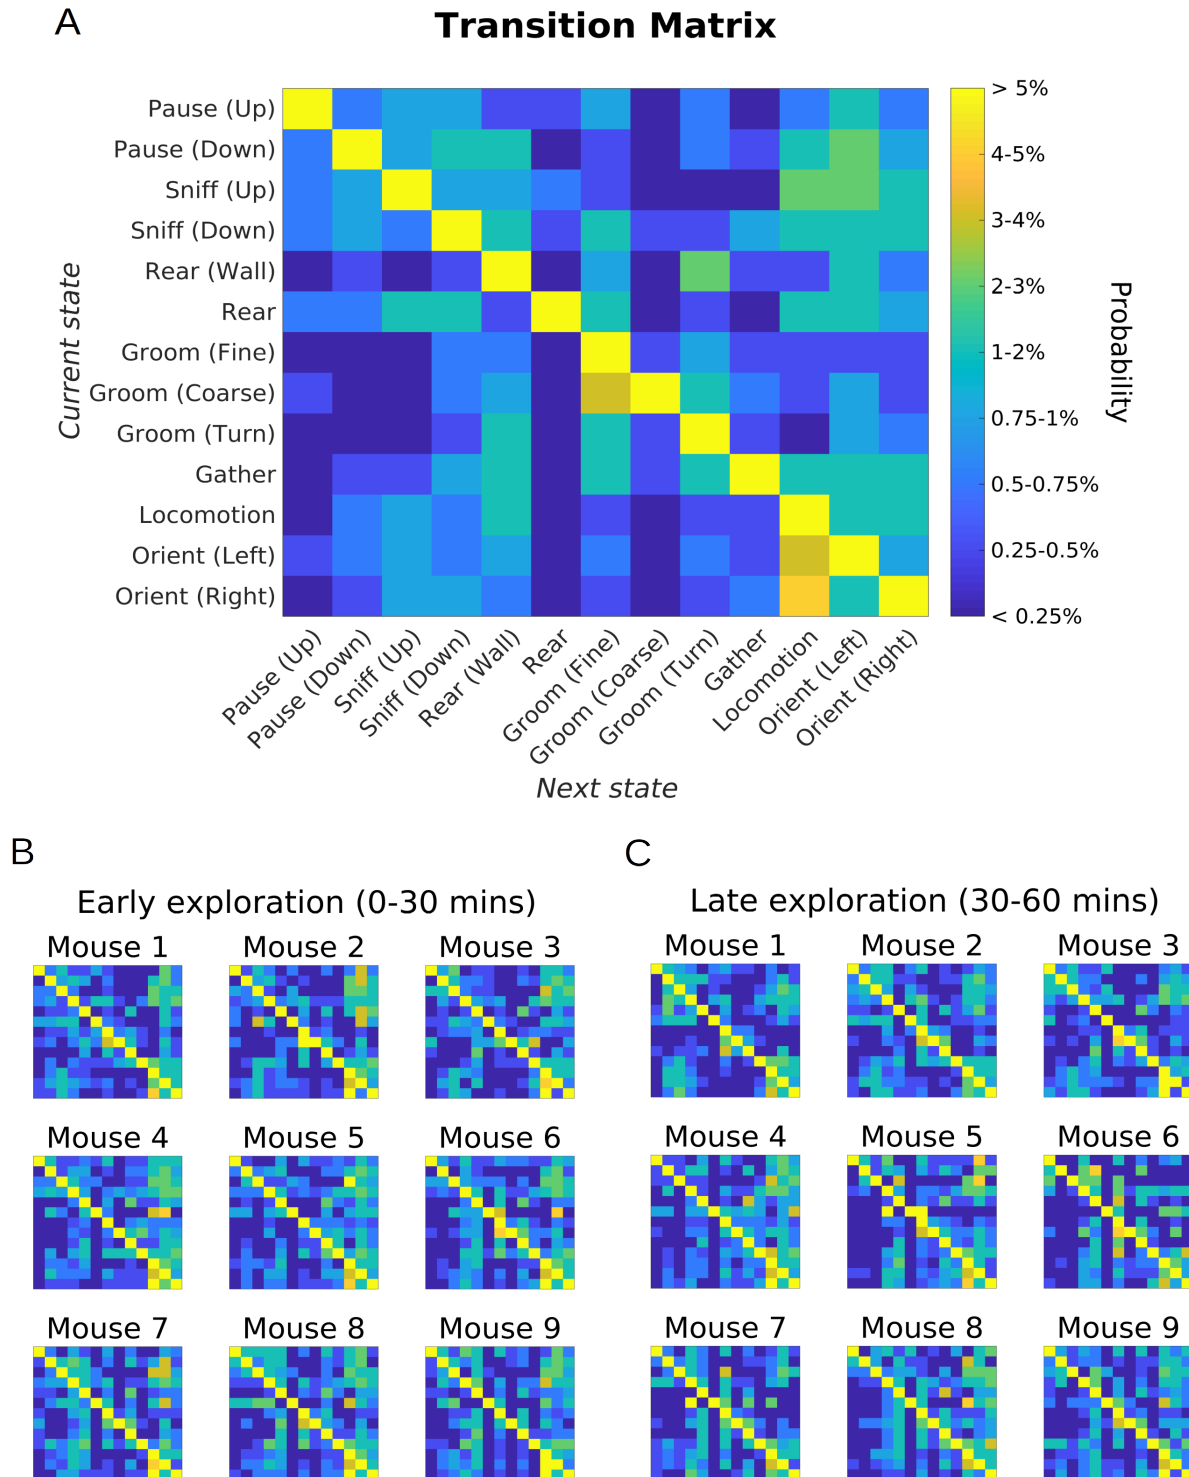 A
Transition Matrix
Current state
Pause (Up)
Pause (Down)
Sniff (Up)
Sniff (Down)
Rear (Wall)
Rear
Groom (Fine)
Groom (Coarse)
Groom (Turn)
Gather
Locomotion
Orient (Left)
Orient (Right)
> 5%
4-5%
3-4%
2-3%
1-2%
0.75-1%
0.5-0.75%
0.25-0.5%
< 0.25%
Probability
Pause (Up)
Pause (Down)
Sniff (Up)
Sniff (Down)
Rear (Wall)
Rear
Groom (Fine)
Groom (Coarse)
Groom (Turn)
Gather
Locomotion
Orient (Left)
Orient (Right)
Next state
B
Early exploration (0-30 mins)
Mouse 1 Mouse 2 Mouse 3
Mouse 4 Mouse 5 Mouse 6
Mouse 7 Mouse 8 Mouse 9
C
Late exploration (30-60 mins)
Mouse 1 Mouse 2 Mouse 3
Mouse 4 Mouse 5 Mouse 6
Mouse 7 Mouse 8 Mouse 9